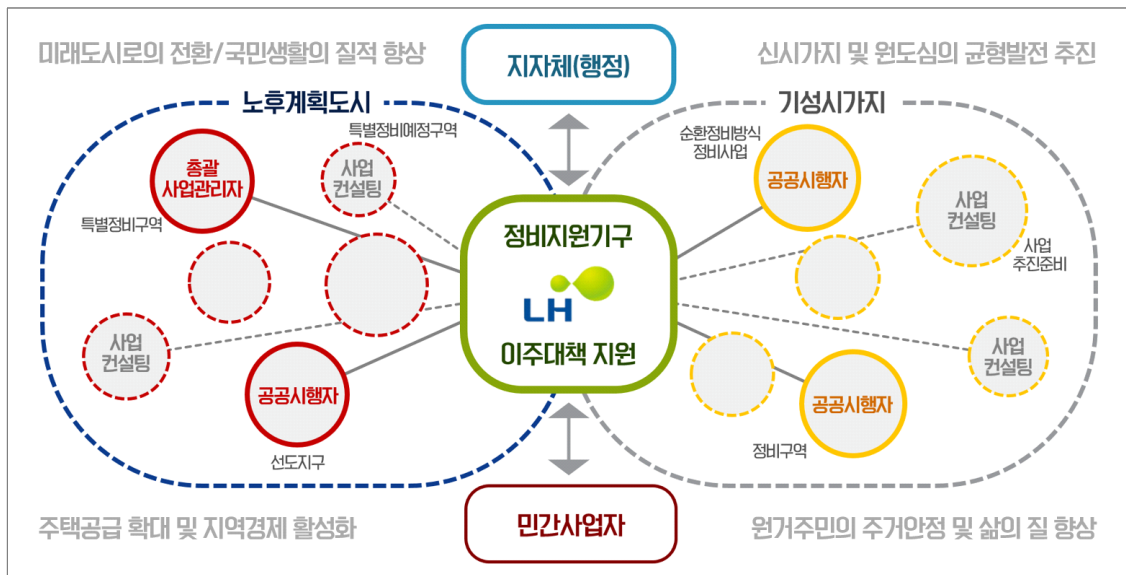 미래도시로의 전환/국민생활의 질적 향상
지자체(행정)
신시가지 및 원도심의 균형발전 추진
노후계획도시
기성시가지
특별정비예정구역
순환정비방식
정비사업
총괄
사업관리자
사업
컨설팅
공공시행자
사업
컨설팅
특별정비구역
정비지원기구
사업
추진준비
LH
사업
컨설팅
이주대책 지원
사업
컨설팅
공공시행자
공공시행자
선도지구
정비구역
주택공급 확대 및 지역경제 활성화
민간사업자
원거주민의 주거안정 및 삶의 질 향상